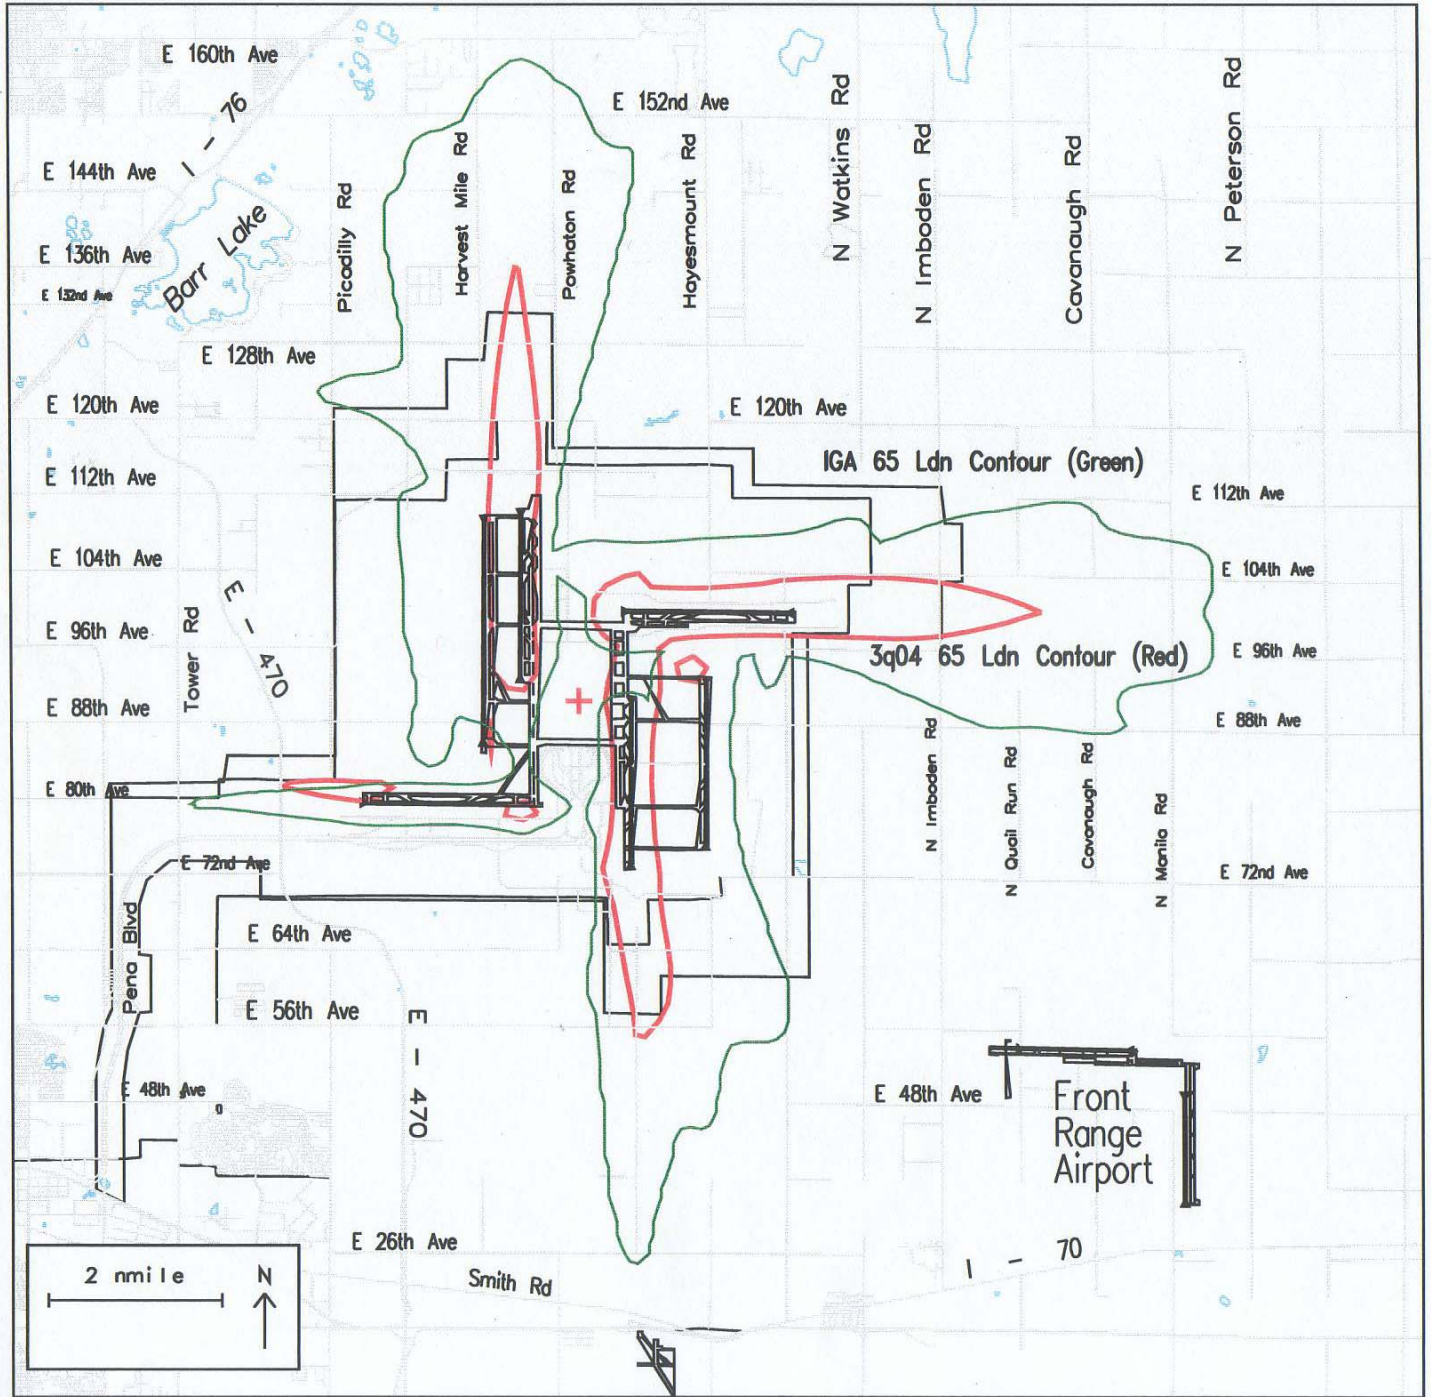 E 160th Ave
E 152nd Ave
I - 76
E 144th Ave
E 136th Ave
E 132nd Ave
Barr Lake
Picadilly Rd
Harvest Mile Rd
Powhaton Rd
Hayesmount Rd
N Watkins Rd
N Imboden Rd
Cavanaugh Rd
N Peterson Rd
E 128th Ave
E 120th Ave
E 120th Ave
IGA 65 Ldn Contour (Green)
E 112th Ave
E 112th Ave
E 104th Ave
E 104th Ave
E - 470
Tower Rd
E 96th Ave
E 96th Ave
3q04 65 Ldn Contour (Red)
E 88th Ave
E 88th Ave
N Imboden Rd
N Quail Run Rd
Cavanaugh Rd
N Manila Rd
E 80th Ave
E 72nd Ave
E 72nd Ave
Pena Blvd
E 64th Ave
E 56th Ave
E - 470
E 48th Ave
E 48th Ave
Front
Range
Airport
E 26th Ave
Smith Rd
I - 70
2 nmile
N